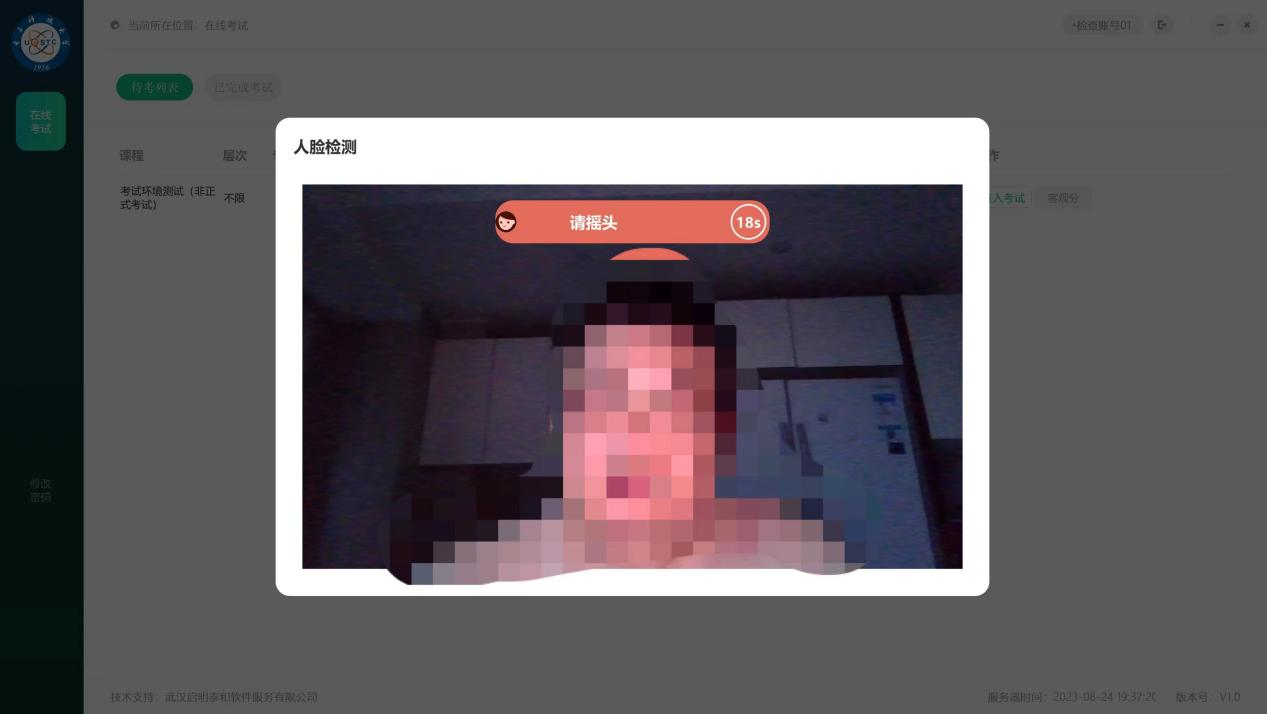 当前所在位置：在线考试
检查账号01
UESTC
1956
在线
考试
待考列表
已完成考试
人脸检测
课程
层次
作
请摇头
18s
考试环境测试（非正
式考试）
不限
入考试
客观分
修改
密码
技术支持：武汉启明泰和软件服务有限公司
服务器时间：2023-08-24 19:37:20
版本号：V1.0